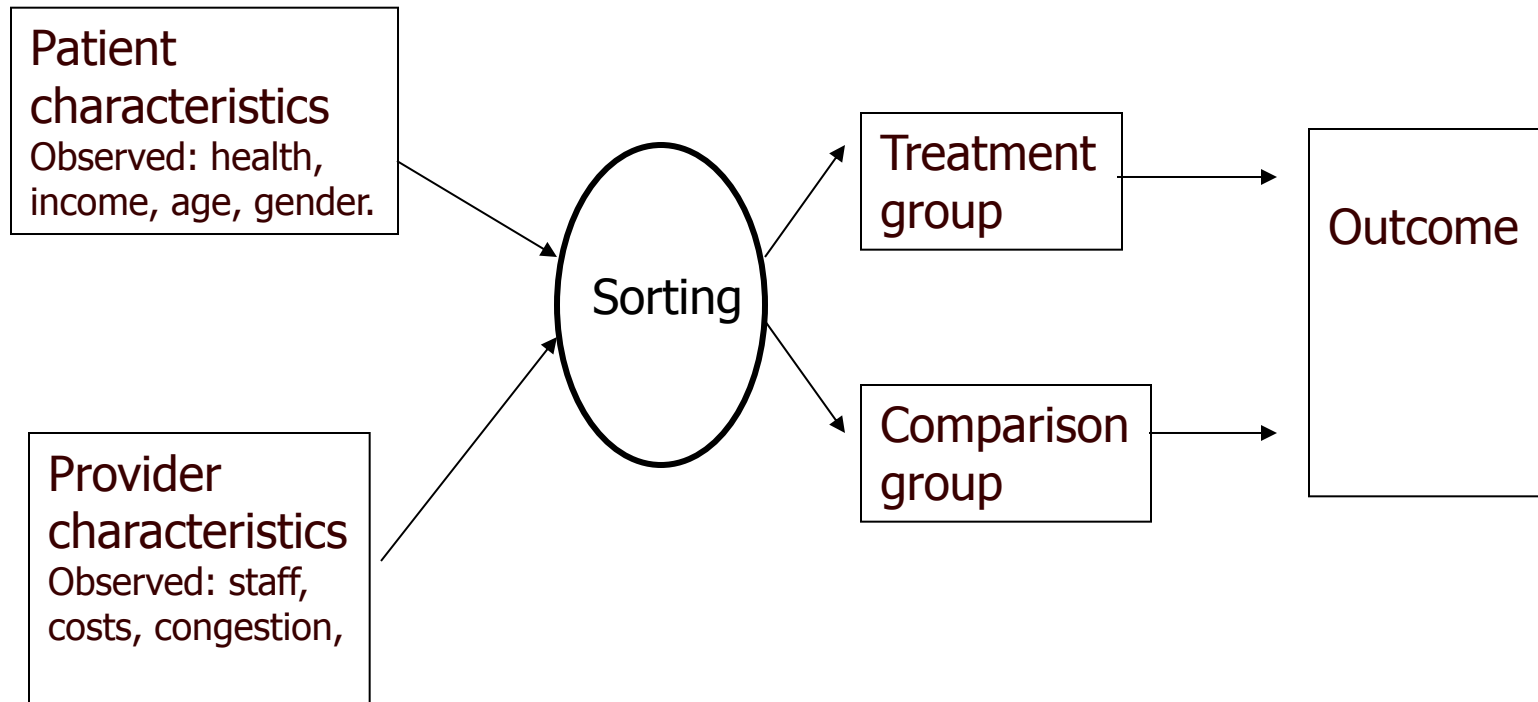 Patient
characteristics
Observed: health,
income, age, gender.
Provider
characteristics
Observed: staff,
costs, congestion,
Sorting
Treatment
group
Comparison
group
Outcome